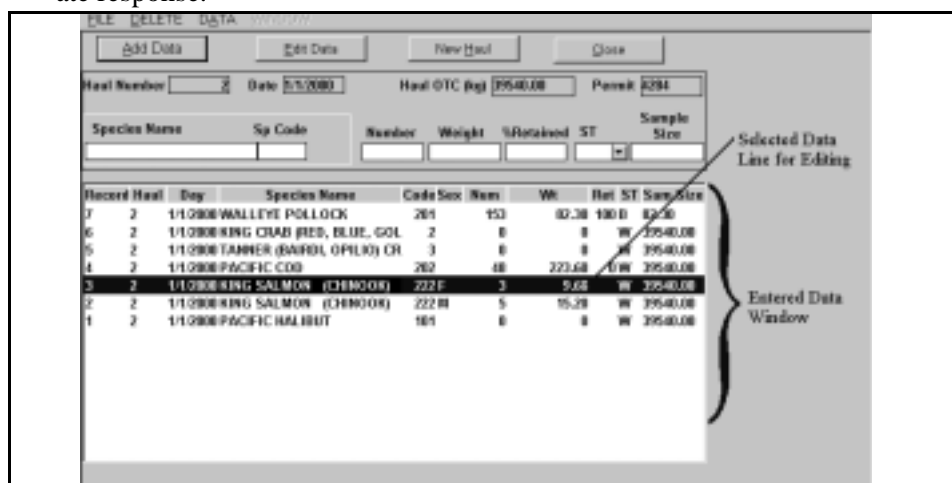 ate response.
FILE DELETE DATA WINDOW
Add Data Edit Data New Haul Close
Haul Number 2 Date 1/1/2000 Haul OTC (kg) 39540.00 Permit 4204
Species Name Sp Code Number Weight %Retained ST Sample Size
Selected Data
Line for Editing
Record Haul Day Species Name Code Sex Num Wt Ret ST Sam Size
7 2 1/1/2000 WALLEYE POLLOCK 201 153 82.30 100 B 82.30
6 2 1/1/2000 KING CRAB (RED, BLUE, GOL 2 0 0 W 39540.00
5 2 1/1/2000 TANNER (BAIRDI, OPILIO) CR 3 0 0 W 39540.00
4 2 1/1/2000 PACIFIC COD 202 40 223.60 0 W 39540.00
3 2 1/1/2000 KING SALMON (CHINOOK) 222 F 3 9.66 W 39540.00
2 2 1/1/2000 KING SALMON (CHINOOK) 222 M 5 15.20 W 39540.00
1 2 1/1/2000 PACIFIC HALIBUT 101 0 0 W 39540.00
Entered Data
Window